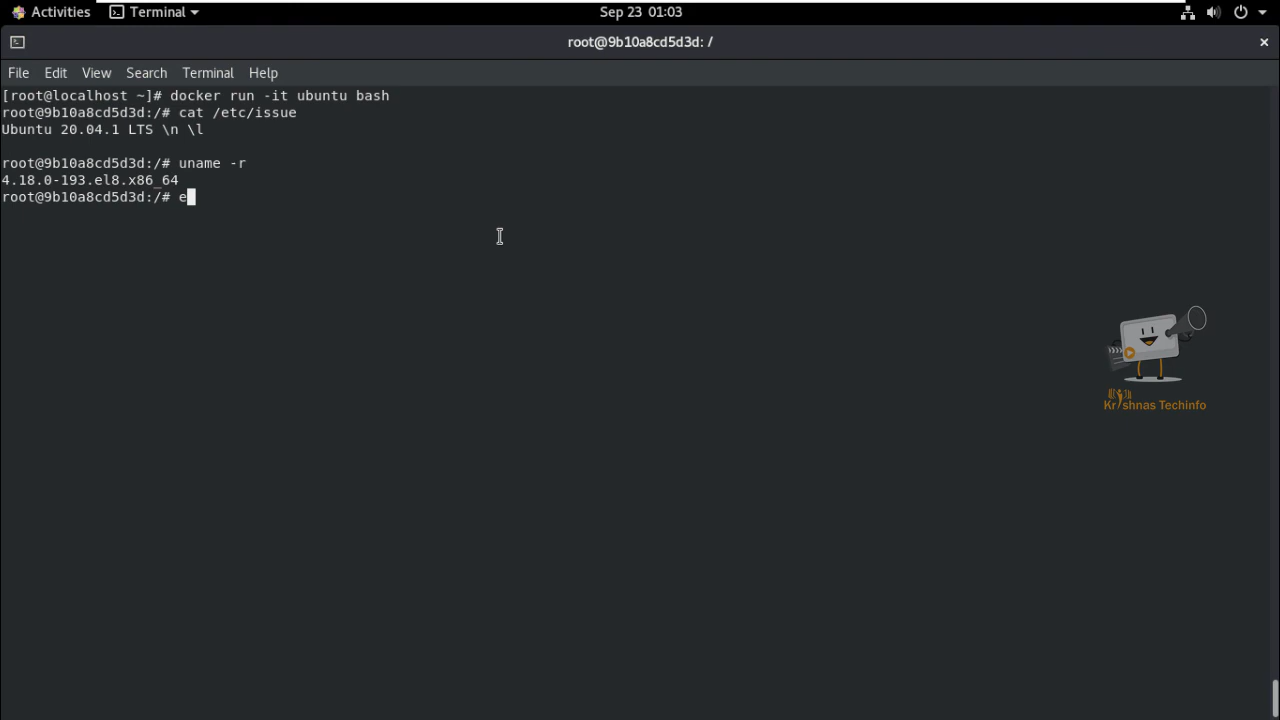 Activities Terminal Sep 23 01:03
root@9b10a8cd5d3d: /
File Edit View Search Terminal Help
[root@localhost ~]# docker run -it ubuntu bash
root@9b10a8cd5d3d:/# cat /etc/issue
Ubuntu 20.04.1 LTS \n \l
root@9b10a8cd5d3d:/# uname -r
4.18.0-193.el8.x86_64
root@9b10a8cd5d3d:/# e
Krishnas Techinfo